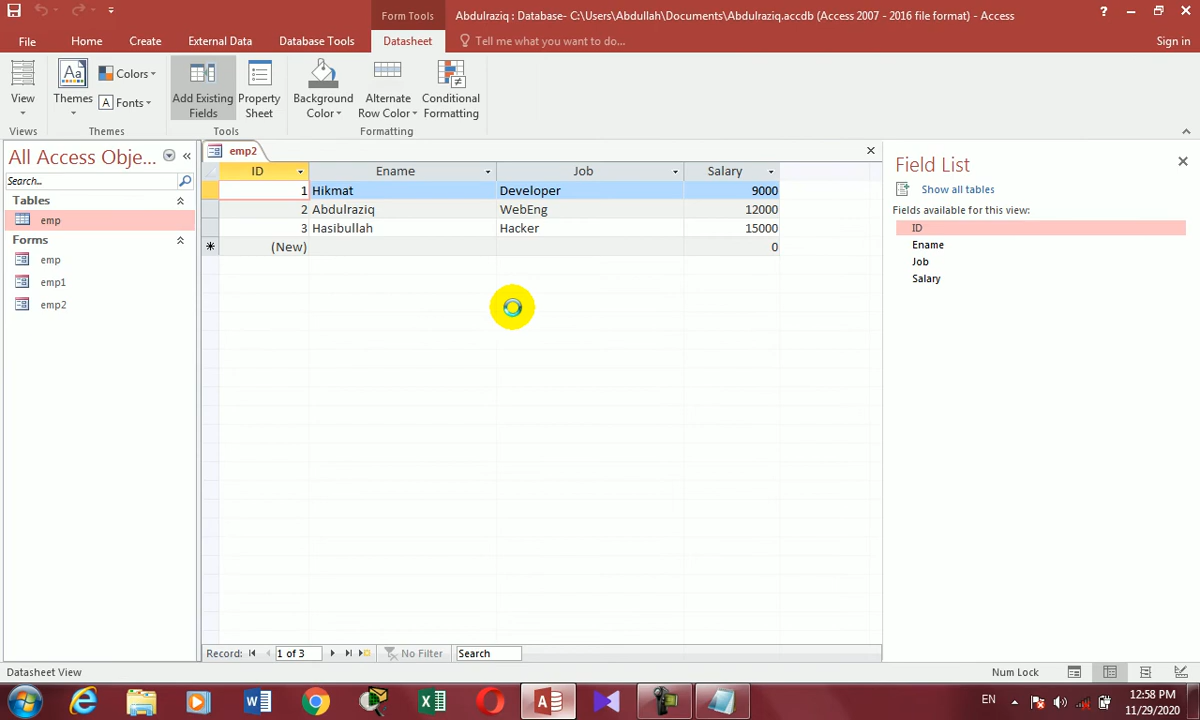 Form Tools
Abdulraziq : Database- C:\Users\Abdullah\Documents\Abdulraziq.accdb (Access 2007 - 2016 file format) - Access
?
File
Home
Create
External Data
Database Tools
Datasheet
Tell me what you want to do...
Sign in
View
Themes
Aa
Colors
A Fonts
Add Existing Fields
Property Sheet
Background Color
Alternate Row Color
Conditional Formatting
Views
Themes
Tools
Formatting
All Access Obje...
Search...
Tables
emp
Forms
emp
emp1
emp2
emp2
ID Ename Job Salary
1 Hikmat Developer 9000
2 Abdulraziq WebEng 12000
3 Hasibullah Hacker 15000
(New) 0
Field List
Show all tables
Fields available for this view:
ID
Ename
Job
Salary
Record: 1 of 3 No Filter Search
Datasheet View
Num Lock
EN
12:58 PM
11/29/2020